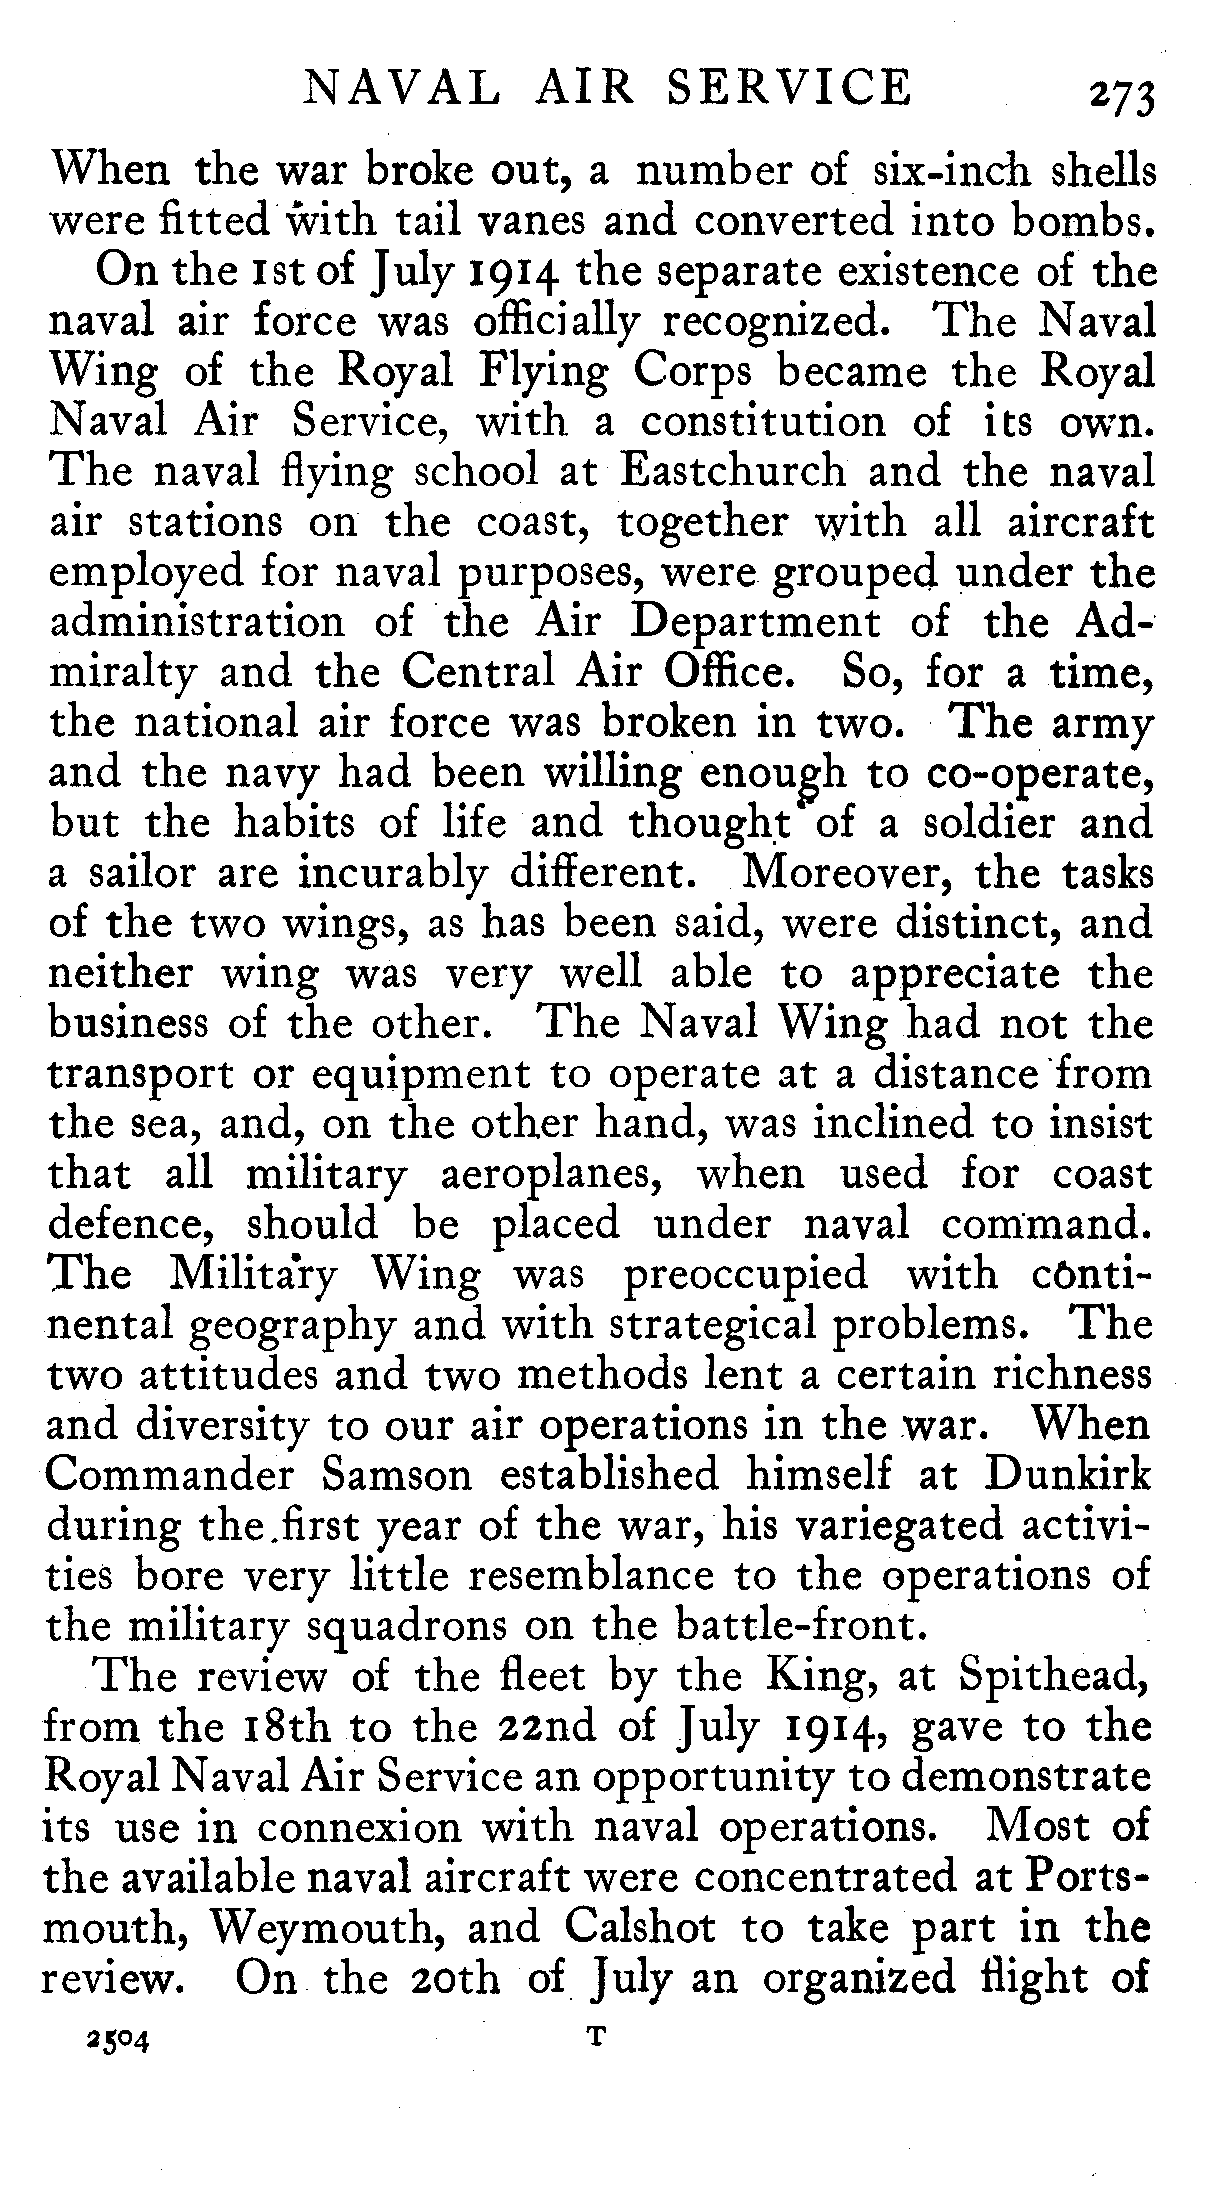 NAVAL AIR SERVICE 273
When the war broke out, a number of six-inch shells
were fitted with tail vanes and converted into bombs.
On the 1st of July 1914 the separate existence of the
naval air force was officially recognized. The Naval
Wing of the Royal Flying Corps became the Royal
Naval Air Service, with a constitution of its own.
The naval flying school at Eastchurch and the naval
air stations on the coast, together with all aircraft
employed for naval purposes, were grouped under the
administration of the Air Department of the Ad-
miralty and the Central Air Office. So, for a time,
the national air force was broken in two. The army
and the navy had been willing enough to co-operate,
but the habits of life and thought of a soldier and
a sailor are incurably different. Moreover, the tasks
of the two wings, as has been said, were distinct, and
neither wing was very well able to appreciate the
business of the other. The Naval Wing had not the
transport or equipment to operate at a distance from
the sea, and, on the other hand, was inclined to insist
that all military aeroplanes, when used for coast
defence, should be placed under naval command.
The Military Wing was preoccupied with conti-
nental geography and with strategical problems. The
two attitudes and two methods lent a certain richness
and diversity to our air operations in the war. When
Commander Samson established himself at Dunkirk
during the first year of the war, his variegated activi-
ties bore very little resemblance to the operations of
the military squadrons on the battle-front.
The review of the fleet by the King, at Spithead,
from the 18th to the 22nd of July 1914, gave to the
Royal Naval Air Service an opportunity to demonstrate
its use in connexion with naval operations. Most of
the available naval aircraft were concentrated at Ports-
mouth, Weymouth, and Calshot to take part in the
review. On the 20th of July an organized flight of
2504 T